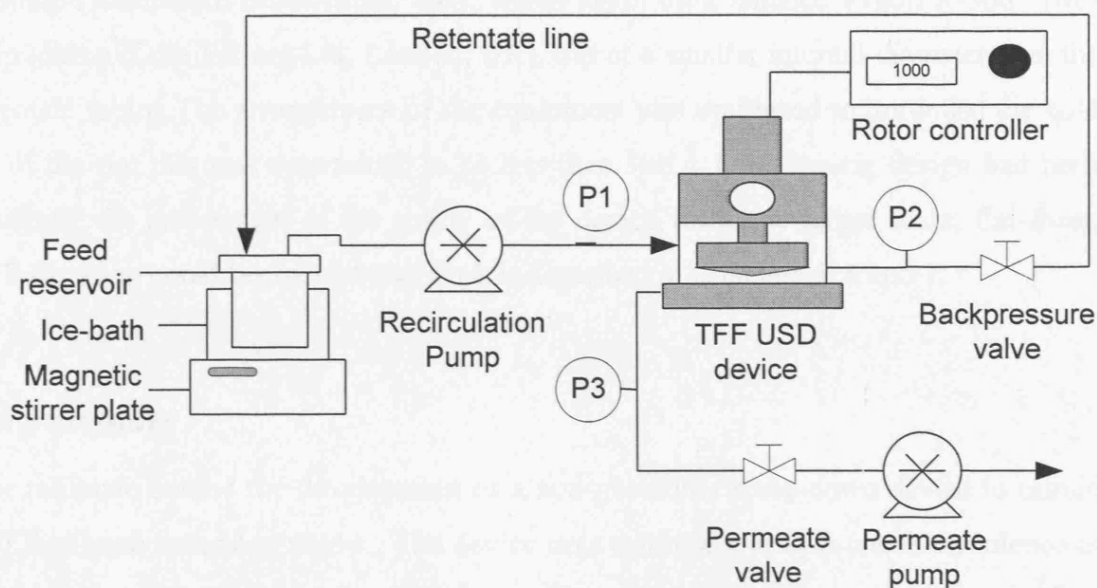 Retentate line
1000
Rotor controller
P1
P2
Feed
reservoir
Ice-bath
Magnetic
stirrer plate
Recirculation
Pump
TFF USD
device
Backpressure
valve
P3
Permeate
valve
Permeate
pump